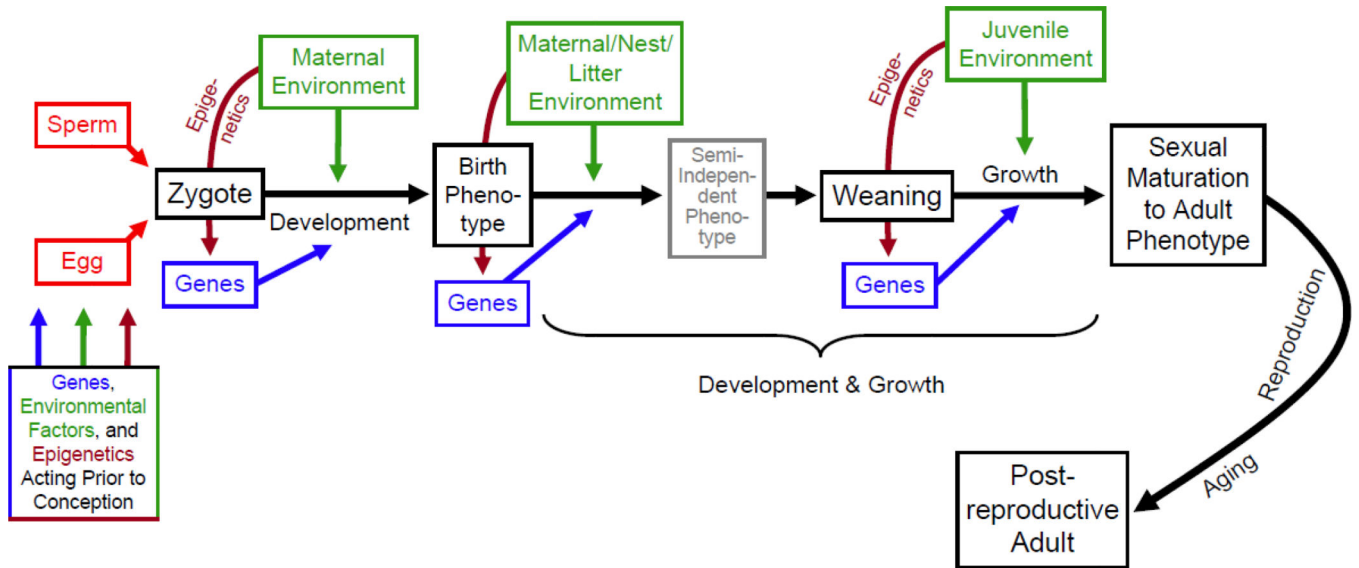 Maternal
Environment
Maternal/Nest/
Litter
Environment
Juvenile
Environment
Epige-
netics
Epige-
netics
Sperm
Zygote
Egg
Development
Genes
Birth
Pheno-
type
Genes
Semi-
Indepen-
dent
Pheno-
type
Weaning
Growth
Genes
Sexual
Maturation
to Adult
Phenotype
Development & Growth
Reproduction
Aging
Genes,
Environmental
Factors, and
Epigenetics
Acting Prior to
Conception
Post-
reproductive
Adult